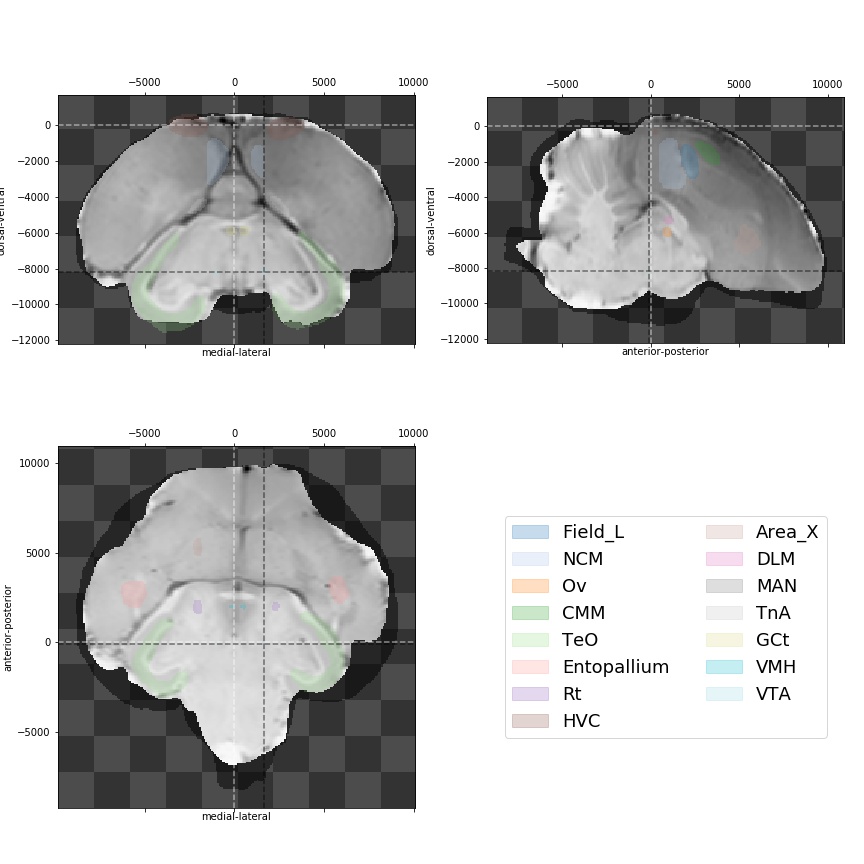 −5000 0 5000 10000
0
−2000
−4000
−6000
−8000
−10000
−12000
medial-lateral
−5000 0 5000 10000
0
−2000
−4000
−6000
−8000
−10000
−12000
dorsal-ventral
anterior-posterior
−5000 0 5000 10000
10000
5000
0
−5000
anterior-posterior
medial-lateral
Field_L
NCM
Ov
CMM
TeO
Entopallium
Rt
HVC
Area_X
DLM
MAN
TnA
GCt
VMH
VTA